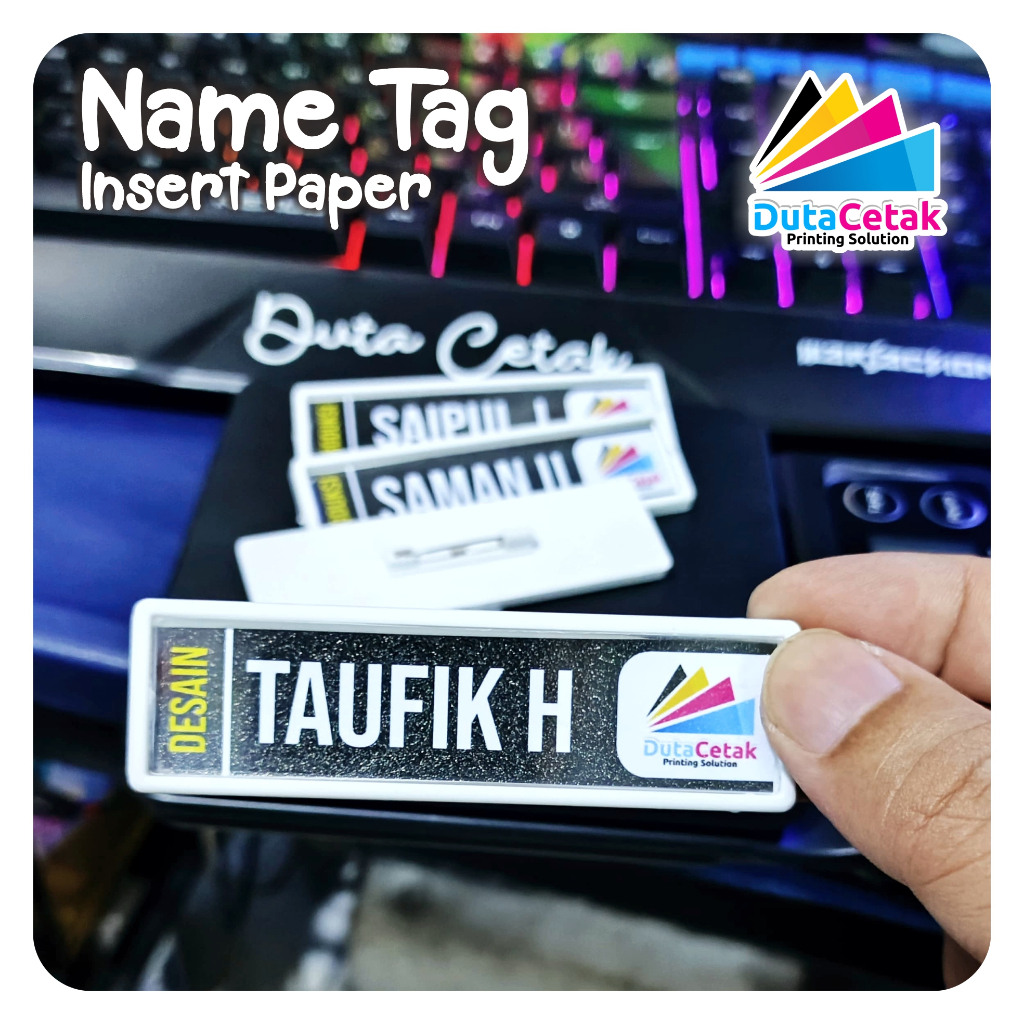 Name Tag
Insert Paper
DutaCetak
Printing Solution
Duta Cetak
SAIPUL
SAMAN
DESAIN
TAUFIK H
DutaCetak
Printing Solution